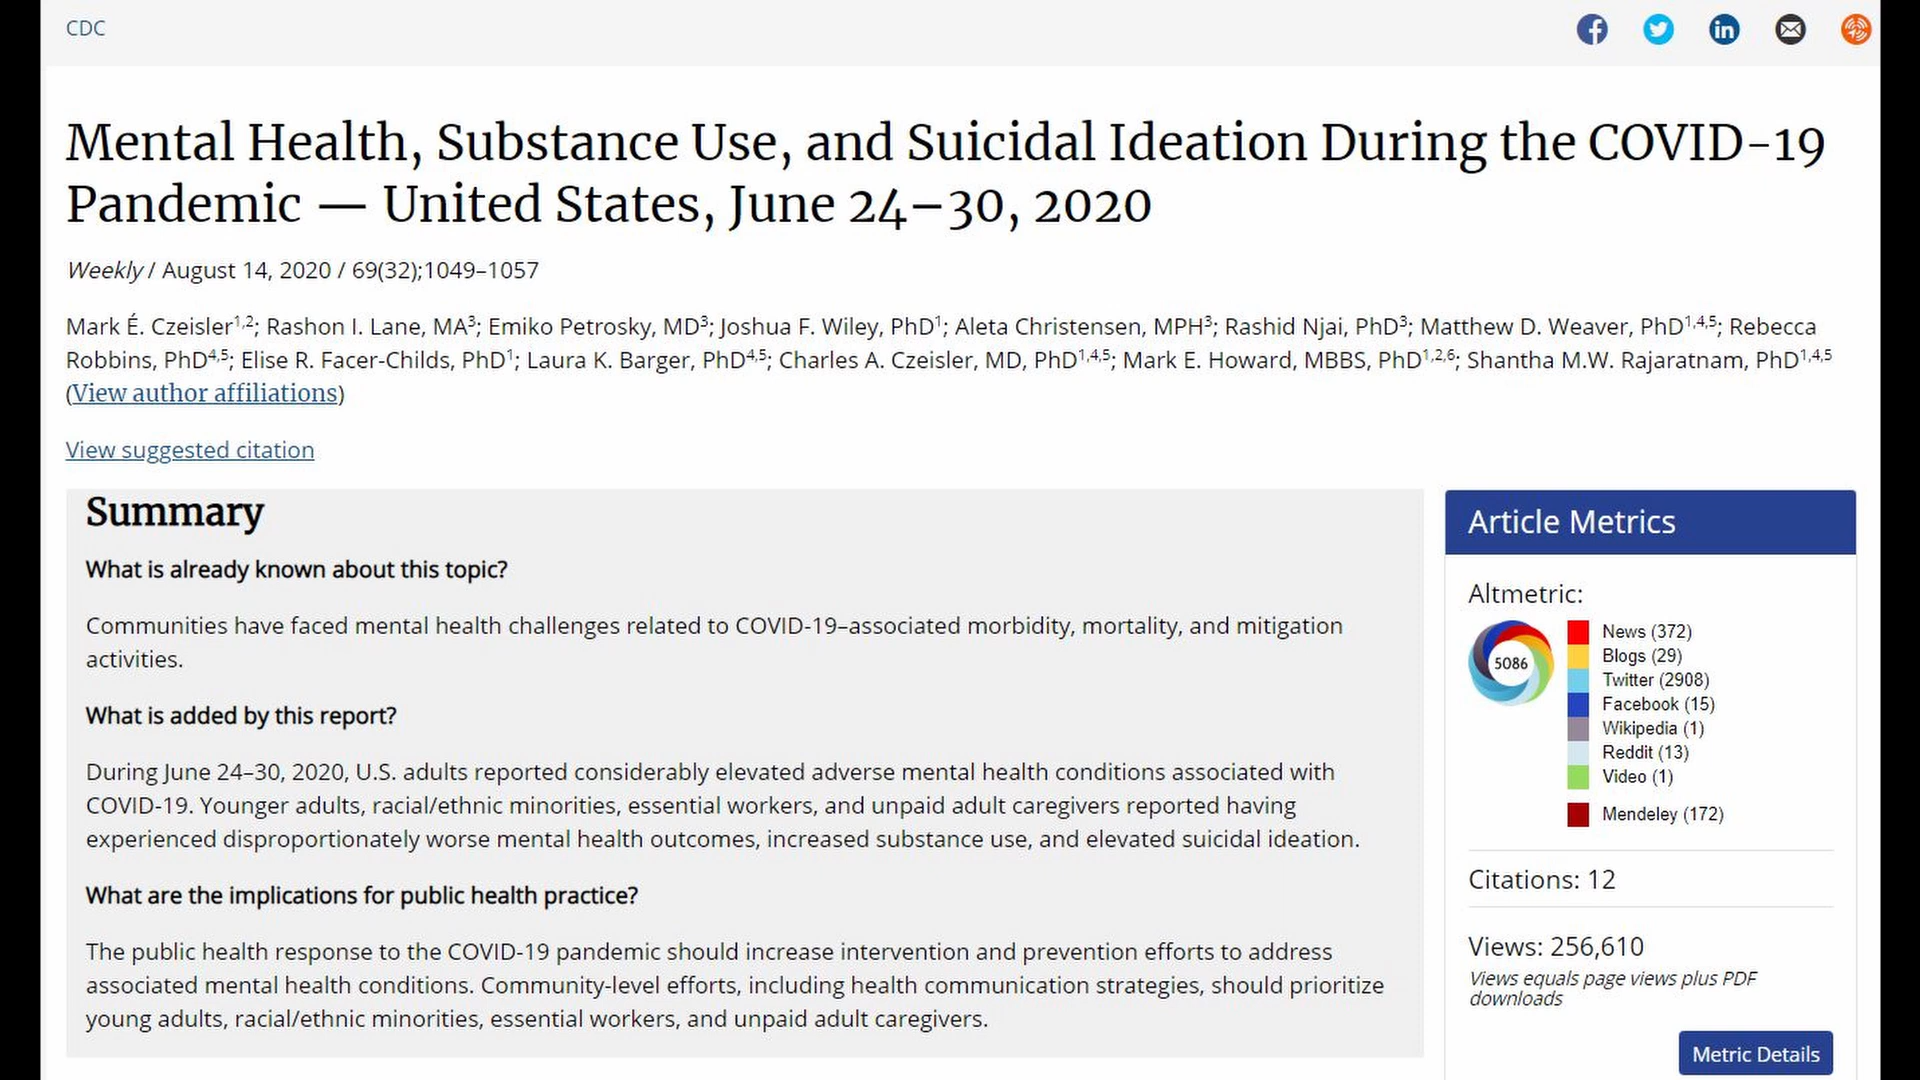 CDC
Mental Health, Substance Use, and Suicidal Ideation During the COVID-19
Pandemic — United States, June 24–30, 2020
Weekly / August 14, 2020 / 69(32);1049–1057
Mark É. Czeisler1,2; Rashon I. Lane, MA3; Emiko Petrosky, MD3; Joshua F. Wiley, PhD1; Aleta Christensen, MPH3; Rashid Njai, PhD3; Matthew D. Weaver, PhD1,4,5; Rebecca
Robbins, PhD4,5; Elise R. Facer-Childs, PhD1; Laura K. Barger, PhD4,5; Charles A. Czeisler, MD, PhD1,4,5; Mark E. Howard, MBBS, PhD1,2,6; Shantha M.W. Rajaratnam, PhD1,4,5
(View author affiliations)
View suggested citation
Summary
What is already known about this topic?
Communities have faced mental health challenges related to COVID-19–associated morbidity, mortality, and mitigation
activities.
What is added by this report?
During June 24–30, 2020, U.S. adults reported considerably elevated adverse mental health conditions associated with
COVID-19. Younger adults, racial/ethnic minorities, essential workers, and unpaid adult caregivers reported having
experienced disproportionately worse mental health outcomes, increased substance use, and elevated suicidal ideation.
What are the implications for public health practice?
The public health response to the COVID-19 pandemic should increase intervention and prevention efforts to address
associated mental health conditions. Community-level efforts, including health communication strategies, should prioritize
young adults, racial/ethnic minorities, essential workers, and unpaid adult caregivers.
Article Metrics
Altmetric:
5086
News (372)
Blogs (29)
Twitter (2908)
Facebook (15)
Wikipedia (1)
Reddit (13)
Video (1)
Mendeley (172)
Citations: 12
Views: 256,610
Views equals page views plus PDF
downloads
Metric Details